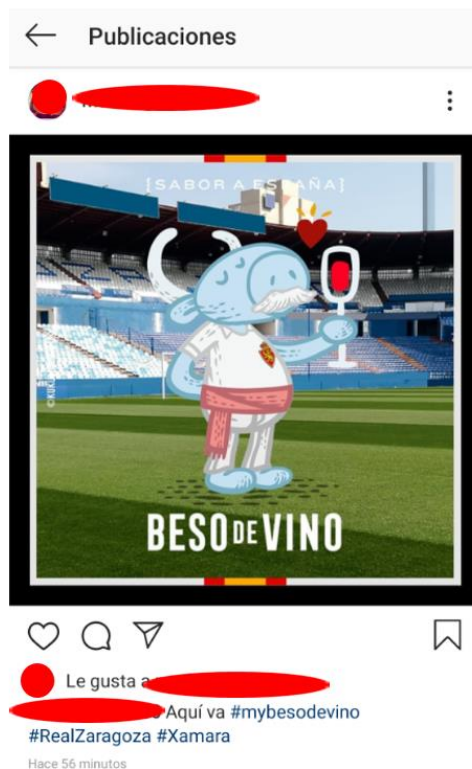 Publicaciones
[SABOR A ESPAÑA]
BESO DE VINO
Le gusta a
Aquí va #mybesodevino
#RealZaragoza #Xamara
Hace 56 minutos